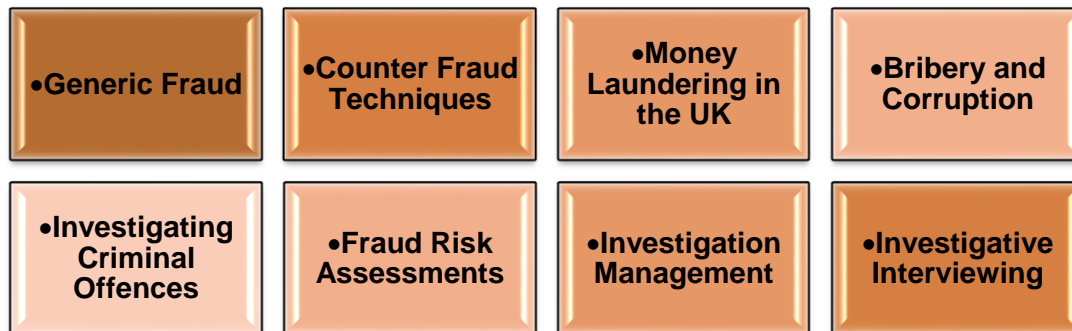 •Generic Fraud
•Counter Fraud
Techniques
•Money
Laundering in
the UK
•Bribery and
Corruption
•Investigating
Criminal
Offences
•Fraud Risk
Assessments
•Investigation
Management
•Investigative
Interviewing